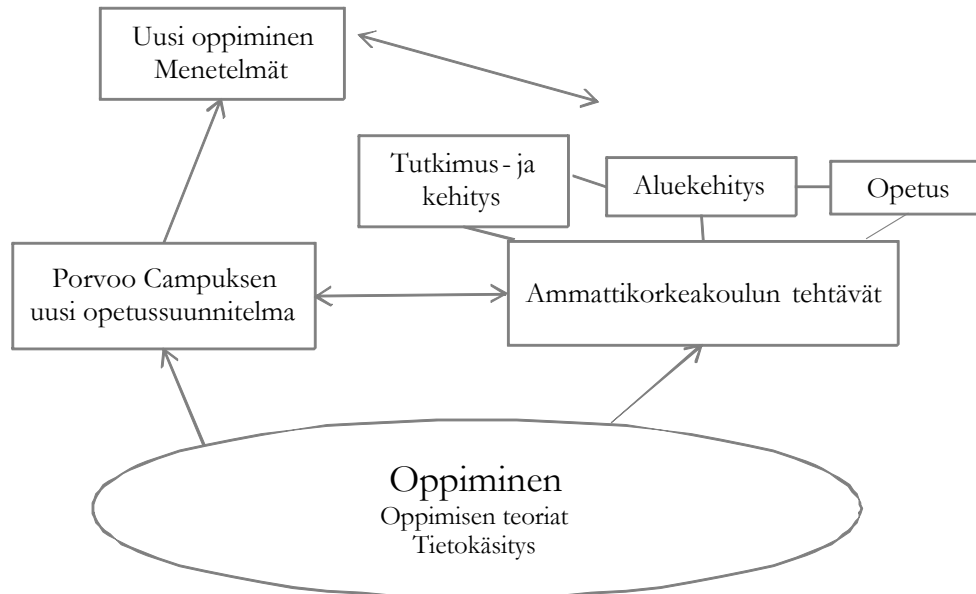 Uusi oppiminen
Menetelmät
Tutkimus - ja
kehitys
Aluekehitys
Opetus
Porvoo Campuksen
uusi opetussuunnitelma
Ammattikorkeakoulun tehtävät
Oppiminen
Oppimisen teoriat
Tietokäsitys